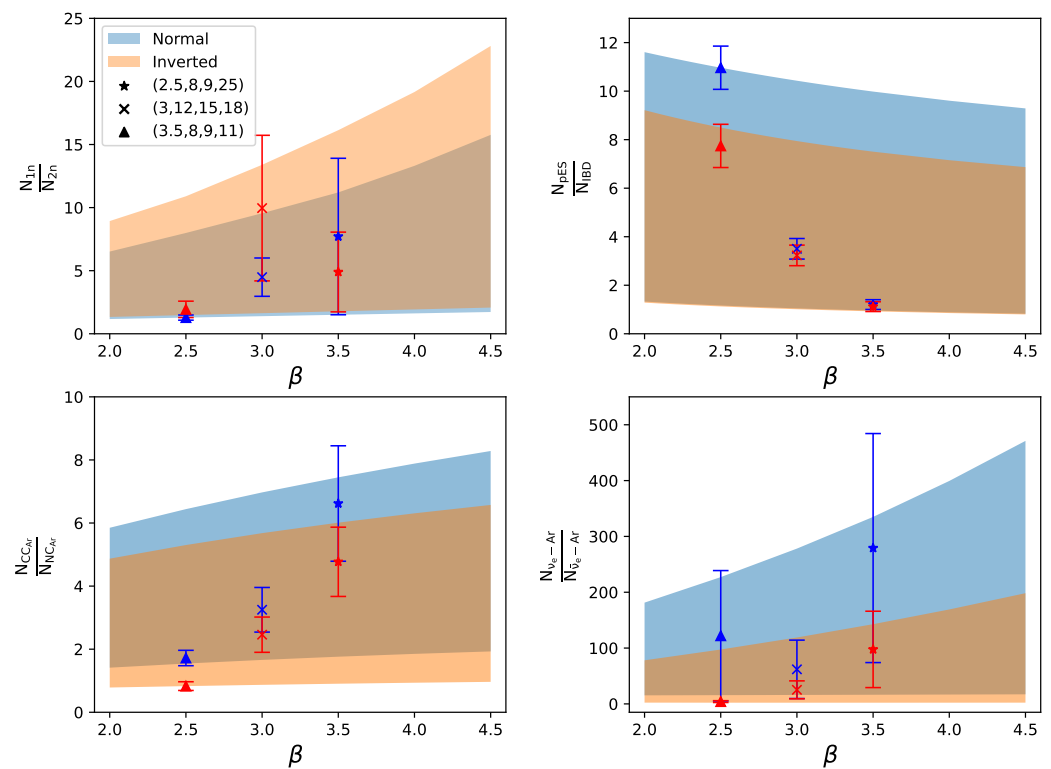 25
20
15
10
5
0
N1n
N2n
Normal
Inverted
(2.5,8,9,25)
(3,12,15,18)
(3.5,8,9,11)
2.0 2.5 3.0 3.5 4.0 4.5
β
12
10
8
6
4
2
0
NpES
NIBD
2.0 2.5 3.0 3.5 4.0 4.5
β
10
8
6
4
2
0
NCCAr
NNCAr
2.0 2.5 3.0 3.5 4.0 4.5
β
500
400
300
200
100
0
Nνe−Ar
Nν̄e−Ar
2.0 2.5 3.0 3.5 4.0 4.5
β